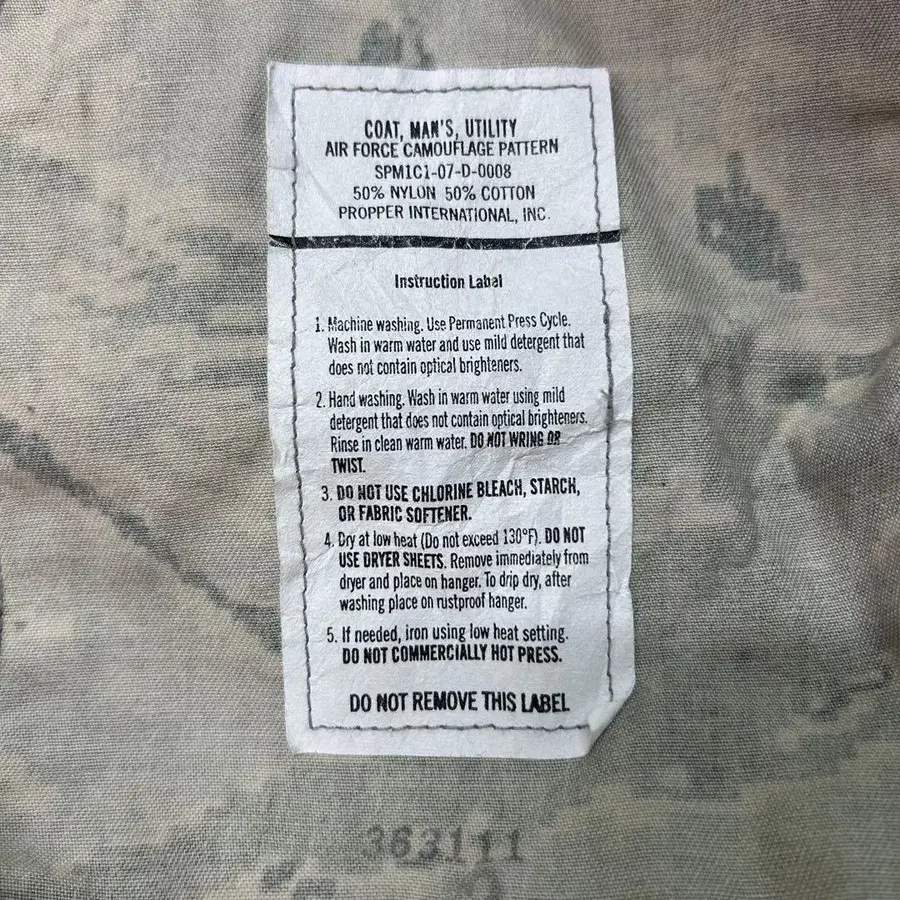 COAT, MAN'S, UTILITY
AIR FORCE CAMOUFLAGE PATTERN
SPM1C1-07-D-0008
50% NYLON 50% COTTON
PROPPER INTERNATIONAL, INC.
Instruction Label
1. Machine washing. Use Permanent Press Cycle.
Wash in warm water and use mild detergent that
does not contain optical brighteners.
2. Hand washing. Wash in warm water using mild
detergent that does not contain optical brighteners.
Rinse in clean warm water. DO NOT WRING OR
TWIST.
3. DO NOT USE CHLORINE BLEACH, STARCH,
OR FABRIC SOFTENER.
4. Dry at low heat (Do not exceed 130°F). DO NOT
USE DRYER SHEETS. Remove immediately from
dryer and place on hanger. To drip dry, after
washing place on rustproof hanger.
5. If needed, iron using low heat setting.
DO NOT COMMERCIALLY HOT PRESS.
DO NOT REMOVE THIS LABEL
363111